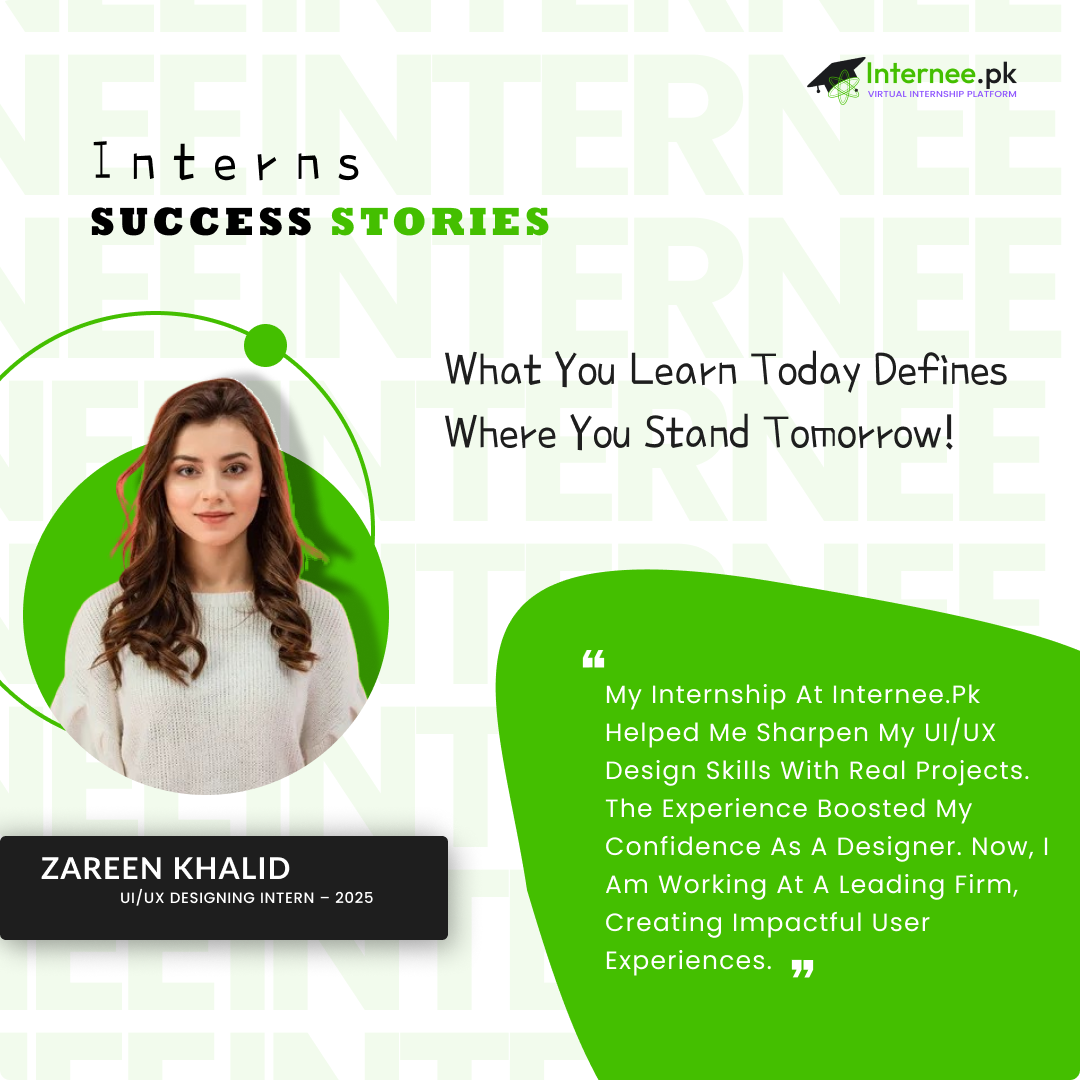 Internee.pk
VIRTUAL INTERNSHIP PLATFORM
Interns
SUCCESS STORIES
What You Learn Today Defines
Where You Stand Tomorrow!
❝
My Internship At Internee.Pk
Helped Me Sharpen My UI/UX
Design Skills With Real Projects.
The Experience Boosted My
Confidence As A Designer. Now, I
Am Working At A Leading Firm,
Creating Impactful User
Experiences. ❞
ZAREEN KHALID
UI/UX DESIGNING INTERN – 2025